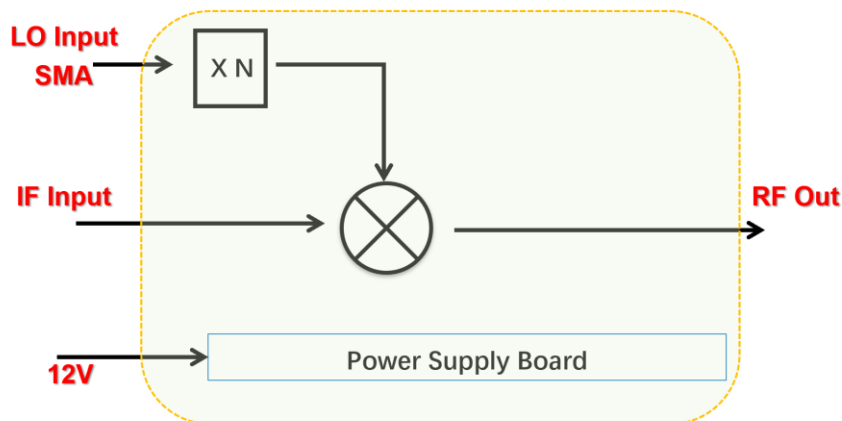 LO Input
SMA
X N
IF Input
RF Out
12V
Power Supply Board